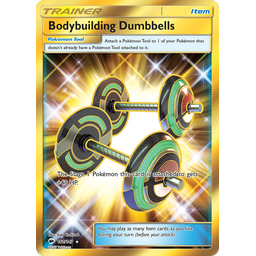 TRAINER Item
Bodybuilding Dumbbells
Pokémon Tool Attach a Pokémon Tool to 1 of your Pokémon that
doesn't already have a Pokémon Tool attached to it.
The Stage 1 Pokémon this card is attached to gets
+40 HP.
You may play as many Item cards as you like
during your turn (before your attack).